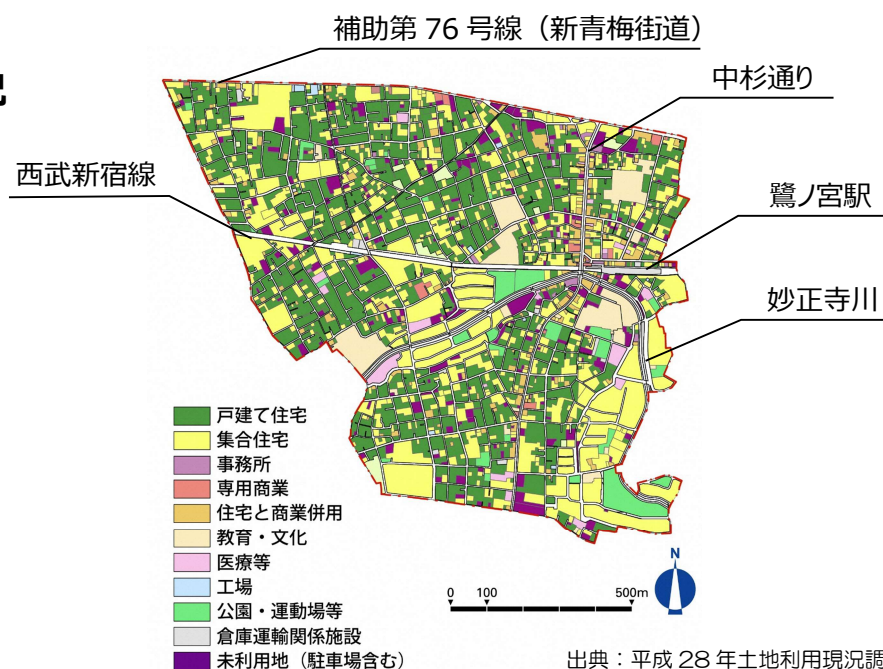 補助第 76 号線（新青梅街道）
中杉通り
西武新宿線
鷺ノ宮駅
妙正寺川
戸建て住宅
集合住宅
事務所
専用商業
住宅と商業併用
教育・文化
医療等
工場
公園・運動場等
倉庫運輸関係施設
未利用地（駐車場含む）
0 100 500m
N
出典：平成 28 年土地利用現況調